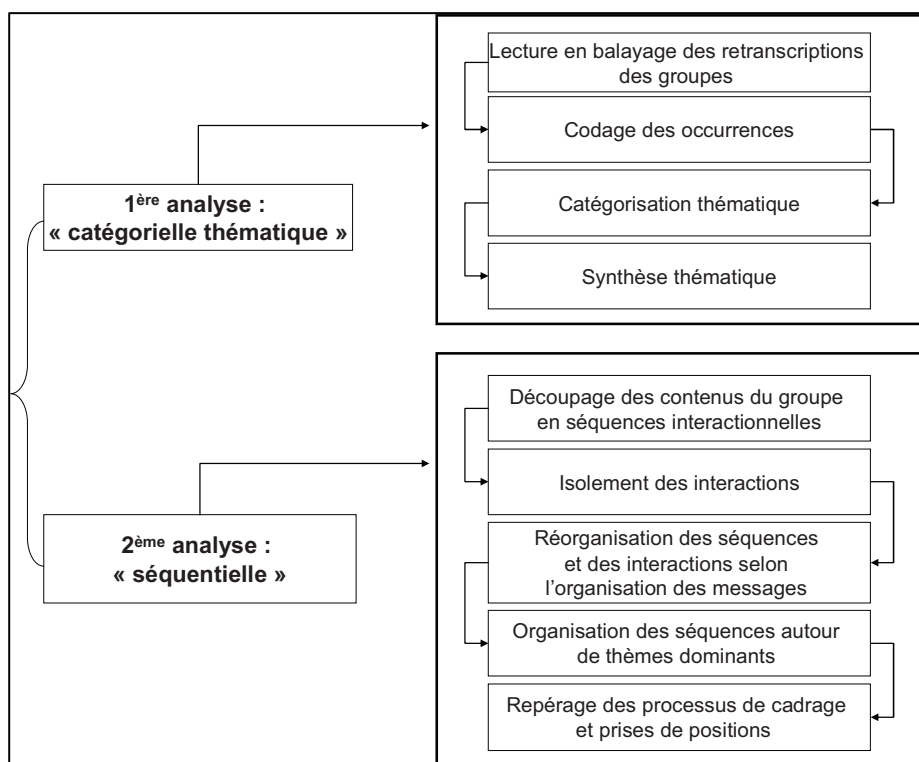 1ère analyse :
« catégorielle thématique »
Lecture en balayage des retranscriptions
des groupes
Codage des occurrences
Catégorisation thématique
Synthèse thématique
2ème analyse :
« séquentielle »
Découpage des contenus du groupe
en séquences interactionnelles
Isolement des interactions
Réorganisation des séquences
et des interactions selon
l’organisation des messages
Organisation des séquences autour
de thèmes dominants
Repérage des processus de cadrage
et prises de positions